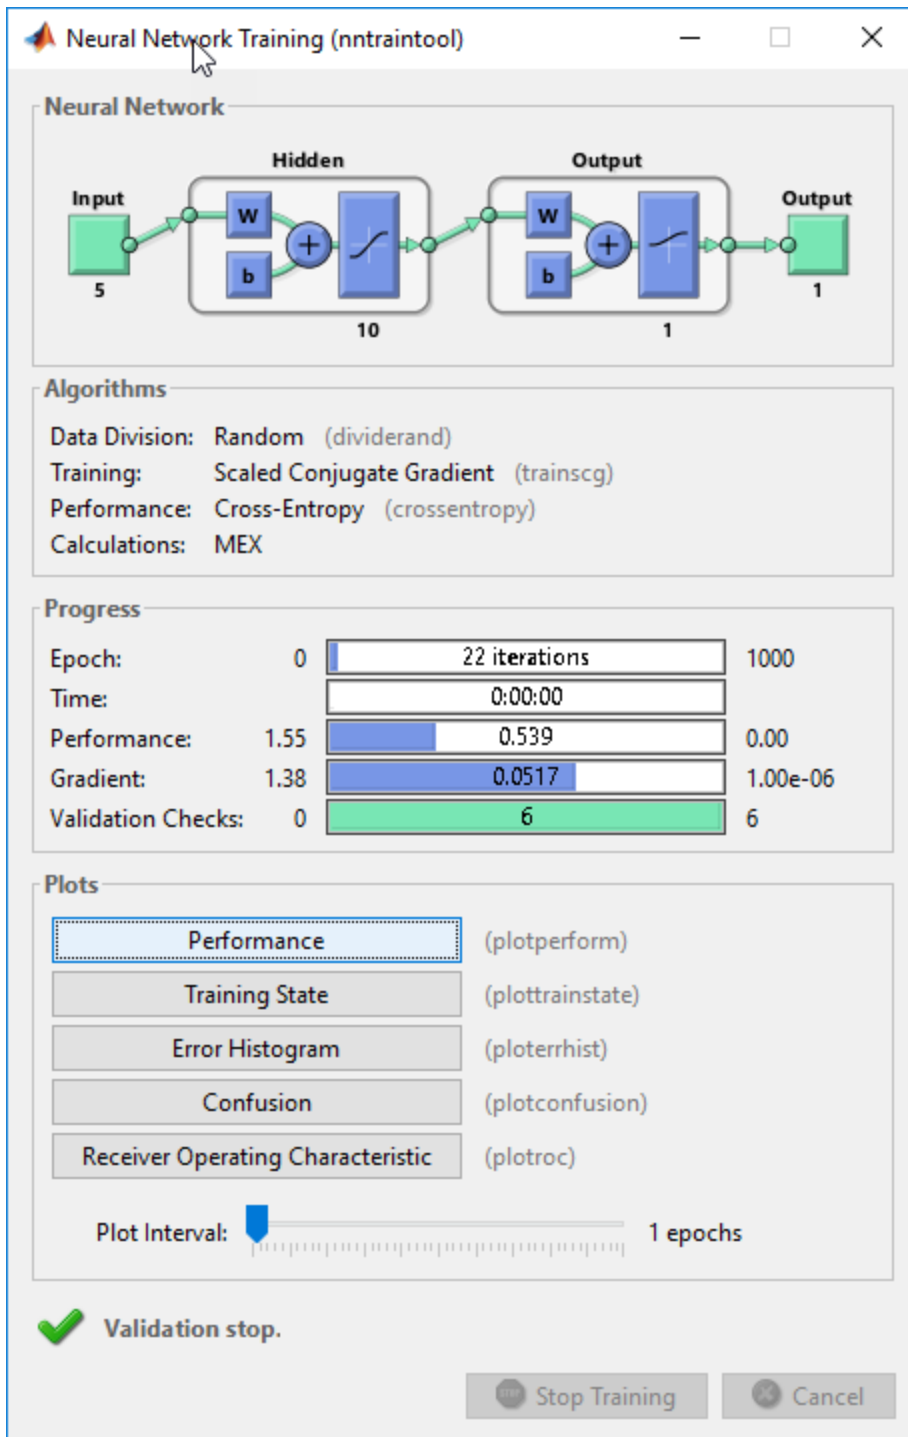 Neural Network Training (nntraintool)
Neural Network
Hidden Output
Input Output
W W
b b
5 1
10 1
Algorithms
Data Division: Random (dividerand)
Training: Scaled Conjugate Gradient (trainscg)
Performance: Cross-Entropy (crossentropy)
Calculations: MEX
Progress
Epoch: 0 22 iterations 1000
Time: 0:00:00
Performance: 1.55 0.539 0.00
Gradient: 1.38 0.0517 1.00e-06
Validation Checks: 0 6 6
Plots
Performance (plotperform)
Training State (plottrainstate)
Error Histogram (ploterrhist)
Confusion (plotconfusion)
Receiver Operating Characteristic (plotroc)
Plot Interval: 1 epochs
Validation stop.
STOP Stop Training Cancel